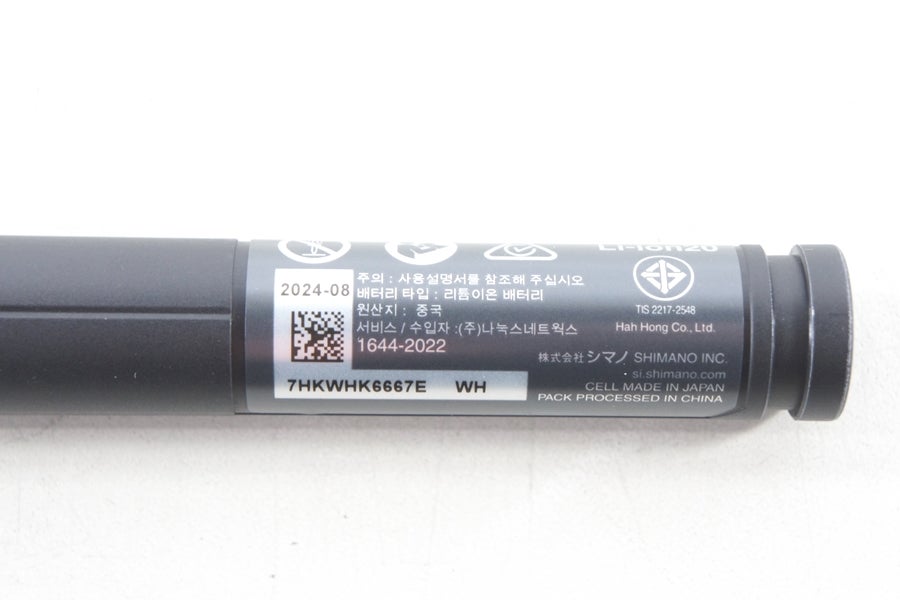 Li-ion20
2024-08
주의 : 사용설명서를 참조해 주십시오
배터리 타입 : 리튬이온 배터리
원산지 : 중국
서비스 / 수입자 :(주)나눅스네트웍스
1644-2022
7HKWHK6667E WH
TIS 2217-2548
Hah Hong Co., Ltd.
株式会社 シマノ SHIMANO INC.
si.shimano.com
CELL MADE IN JAPAN
PACK PROCESSED IN CHINA